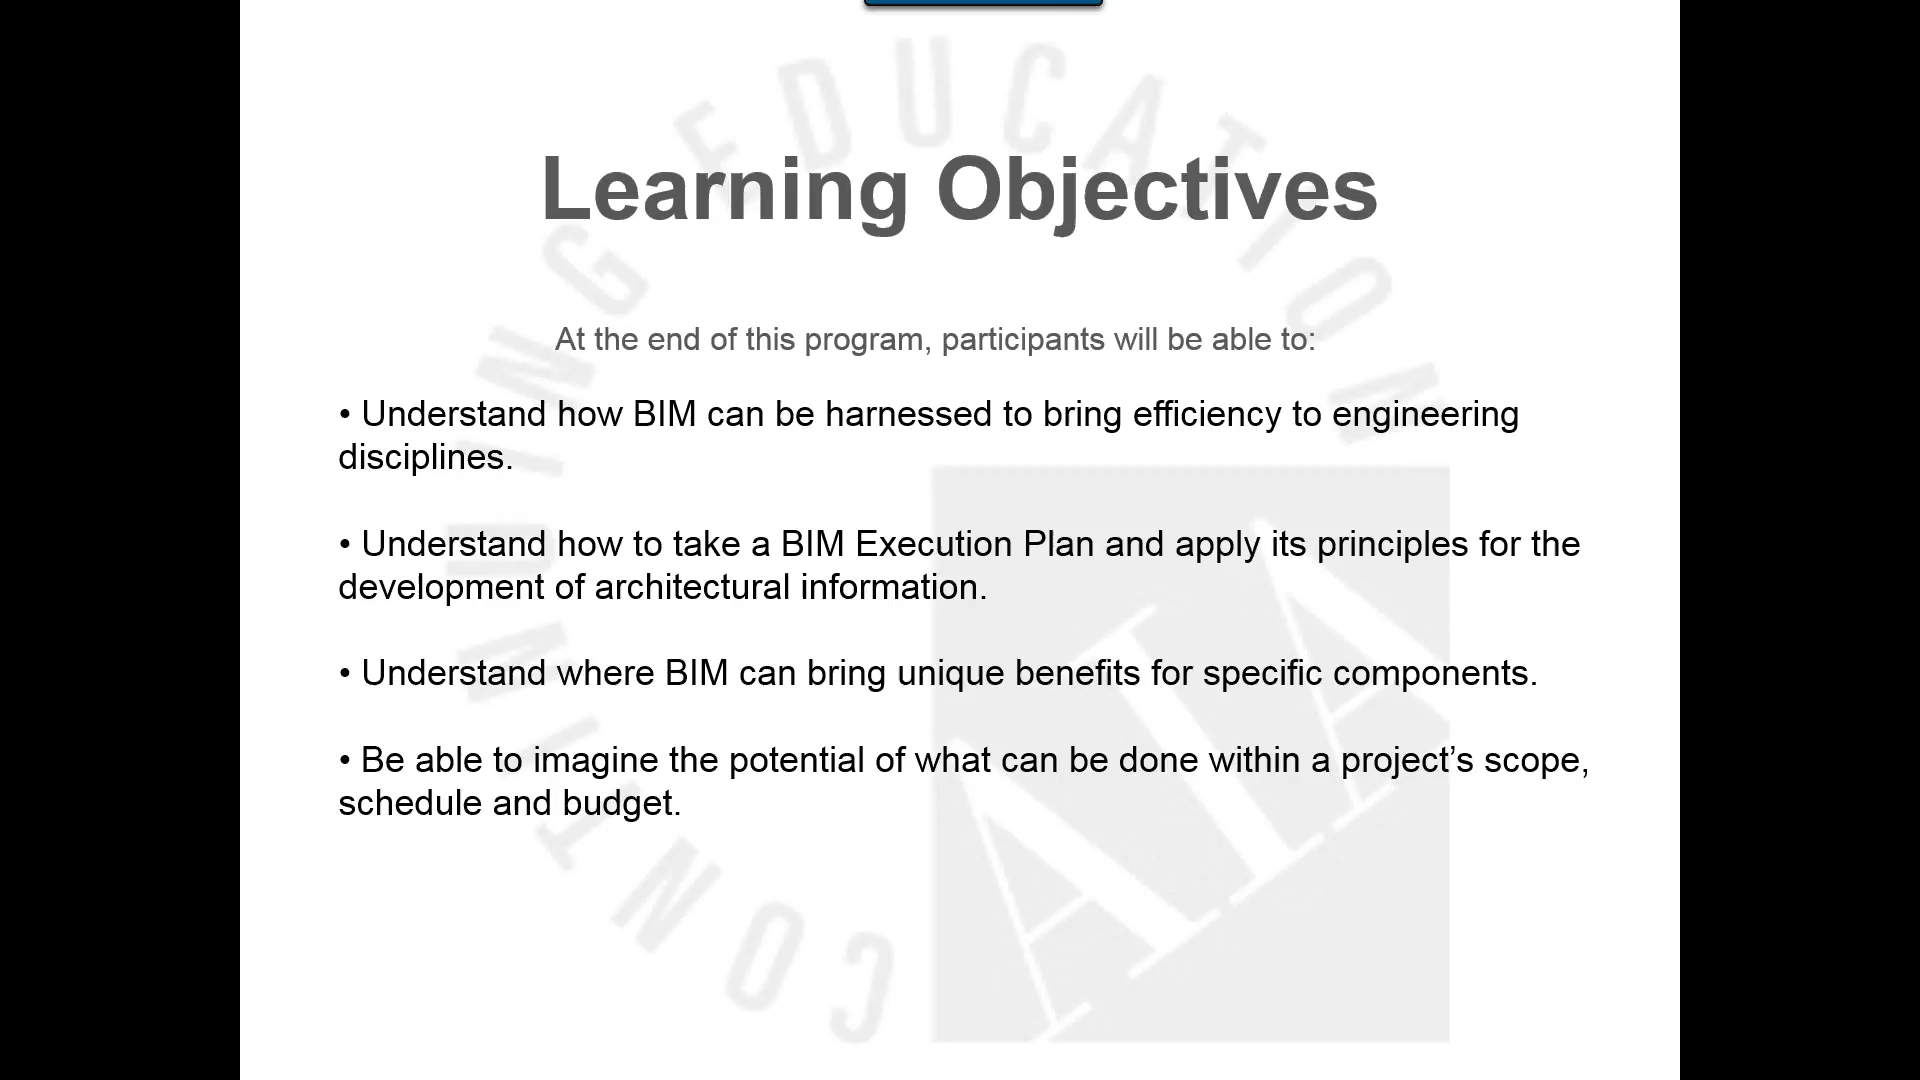 Learning Objectives
At the end of this program, participants will be able to:
• Understand how BIM can be harnessed to bring efficiency to engineering
disciplines.
• Understand how to take a BIM Execution Plan and apply its principles for the
development of architectural information.
• Understand where BIM can bring unique benefits for specific components.
• Be able to imagine the potential of what can be done within a project’s scope,
schedule and budget.
CONTINUING EDUCATION
AIA